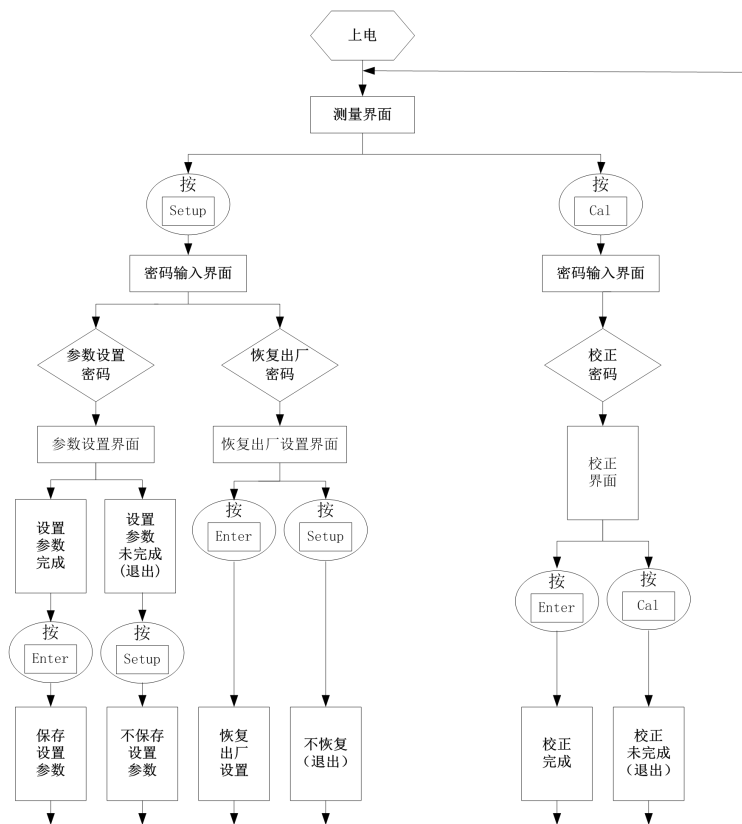 上电
测量界面
按
Setup
按
Cal
密码输入界面
密码输入界面
参数设置
密码
恢复出厂
密码
校正
密码
参数设置界面
恢复出厂设置界面
校正
界面
设置
参数
完成
设置
参数
未完成
(退出)
按
Enter
按
Setup
按
Enter
按
Cal
按
Enter
按
Setup
保存
设置
参数
不保存
设置
参数
恢复
出厂
设置
不恢复
（退出）
校正
完成
校正
未完成
（退出）